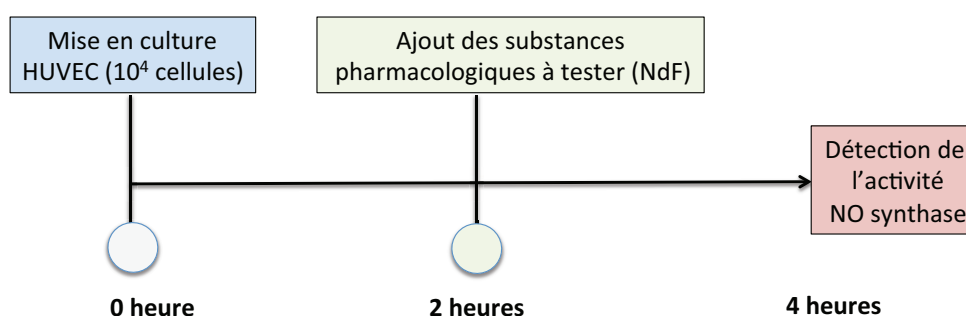 Mise en culture
HUVEC (10⁴ cellules)
Ajout des substances
pharmacologiques à tester (NdF)
Détection de
l’activité
NO synthase
0 heure
2 heures
4 heures